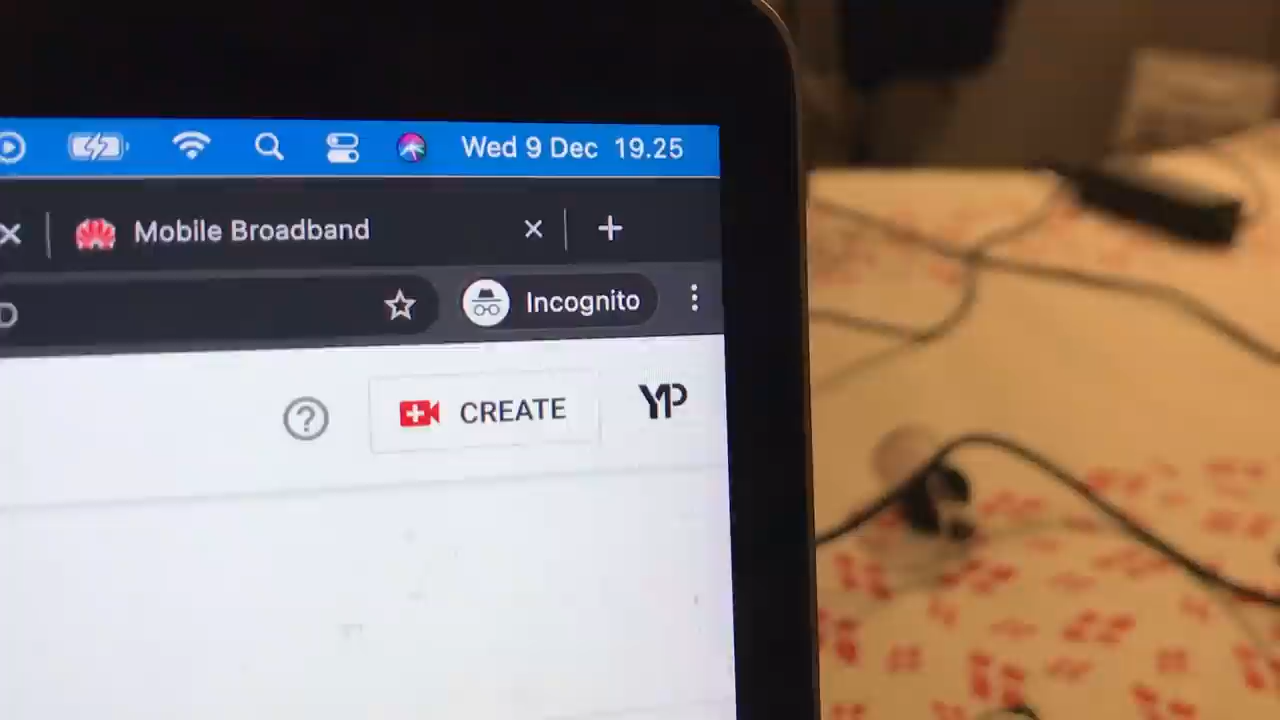 Wed 9 Dec 19.25
Mobile Broadband
Incognito
CREATE
YP